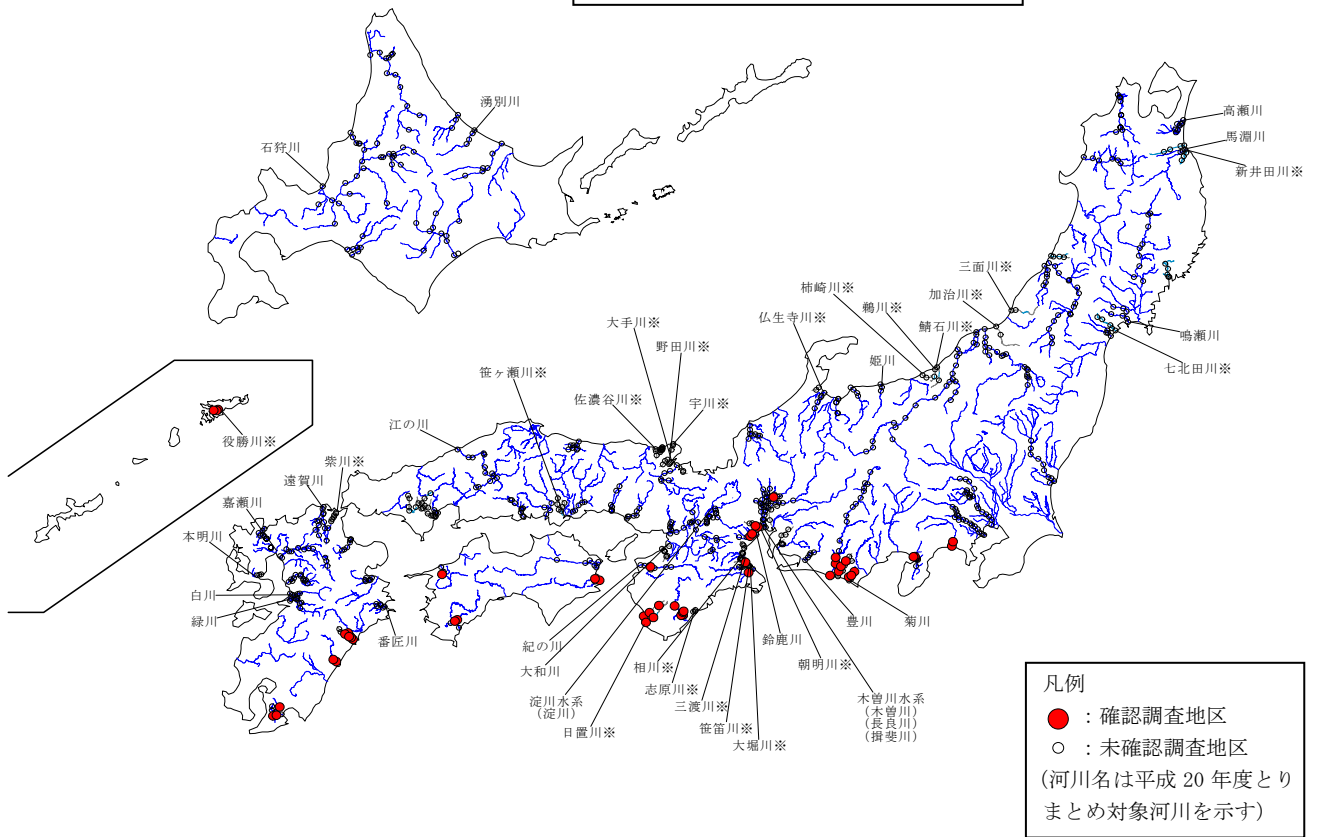 湧別川
石狩川
高瀬川
馬淵川
新井田川※
三面川※
加治川※
柿崎川※
鵜川※
鯖石川※
仏生寺川※
姫川
鳴瀬川
七北田川※
大手川※
野田川※
宇川※
笹ヶ瀬川※
佐濃谷川※
江の川
役勝川※
紫川※
遠賀川
嘉瀬川
本明川
白川
緑川
番匠川
紀の川
大和川
淀川水系
(淀川)
日置川※
相川※
志原川※
三渡川※
笹笛川※
大堀川※
鈴鹿川
朝明川※
豊川
菊川
木曽川水系
(木曽川)
(長良川)
(揖斐川)
凡例
：確認調査地区
：未確認調査地区
(河川名は平成 20 年度とり
まとめ対象河川を示す)